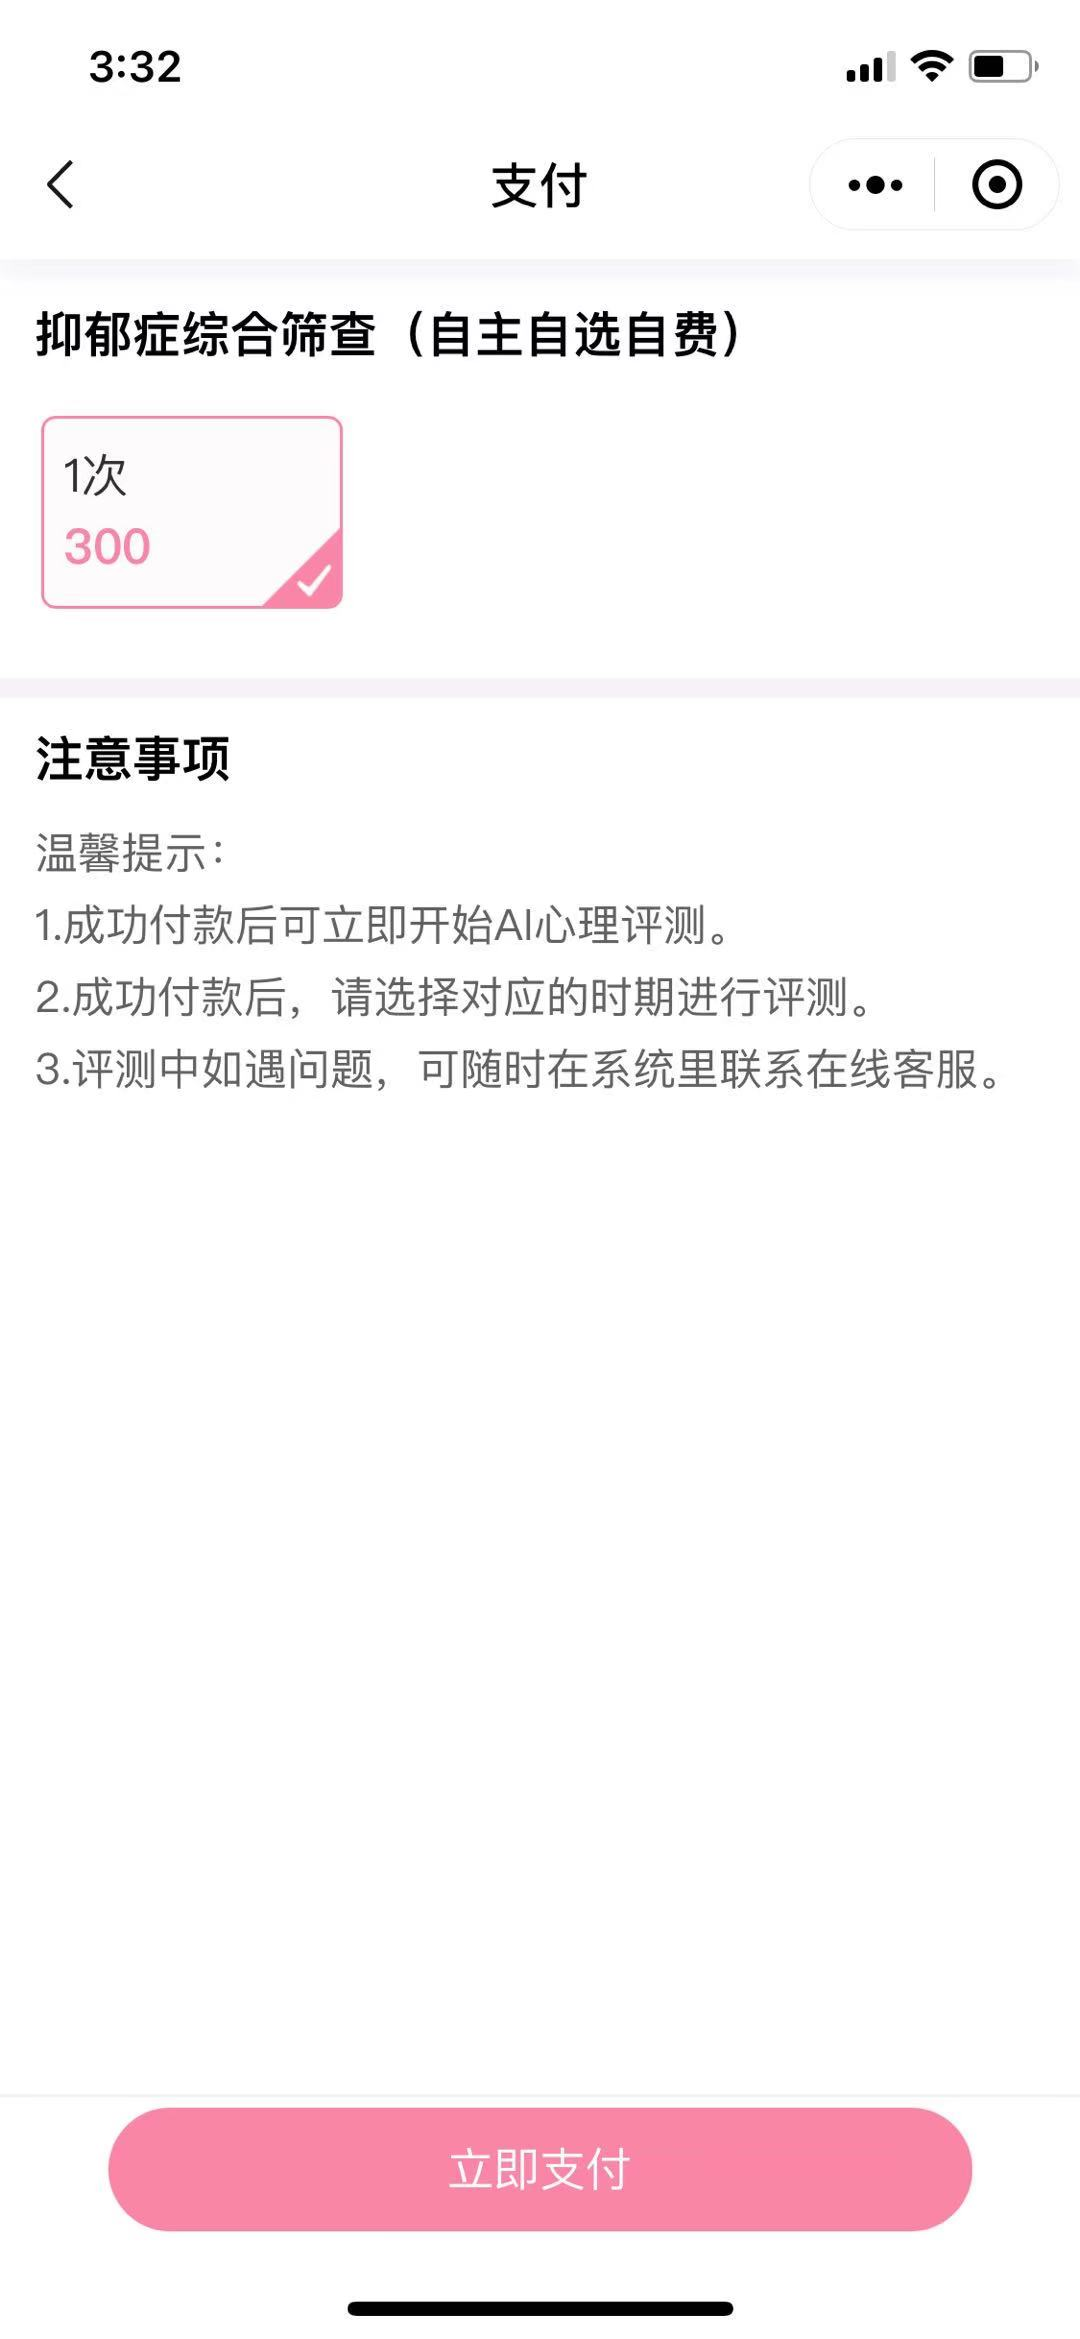 3:32
支付
抑郁症综合筛查（自主自选自费）
1次
300
注意事项
温馨提示：
1.成功付款后可立即开始AI心理评测。
2.成功付款后，请选择对应的时期进行评测。
3.评测中如遇问题，可随时在系统里联系在线客服。
立即支付